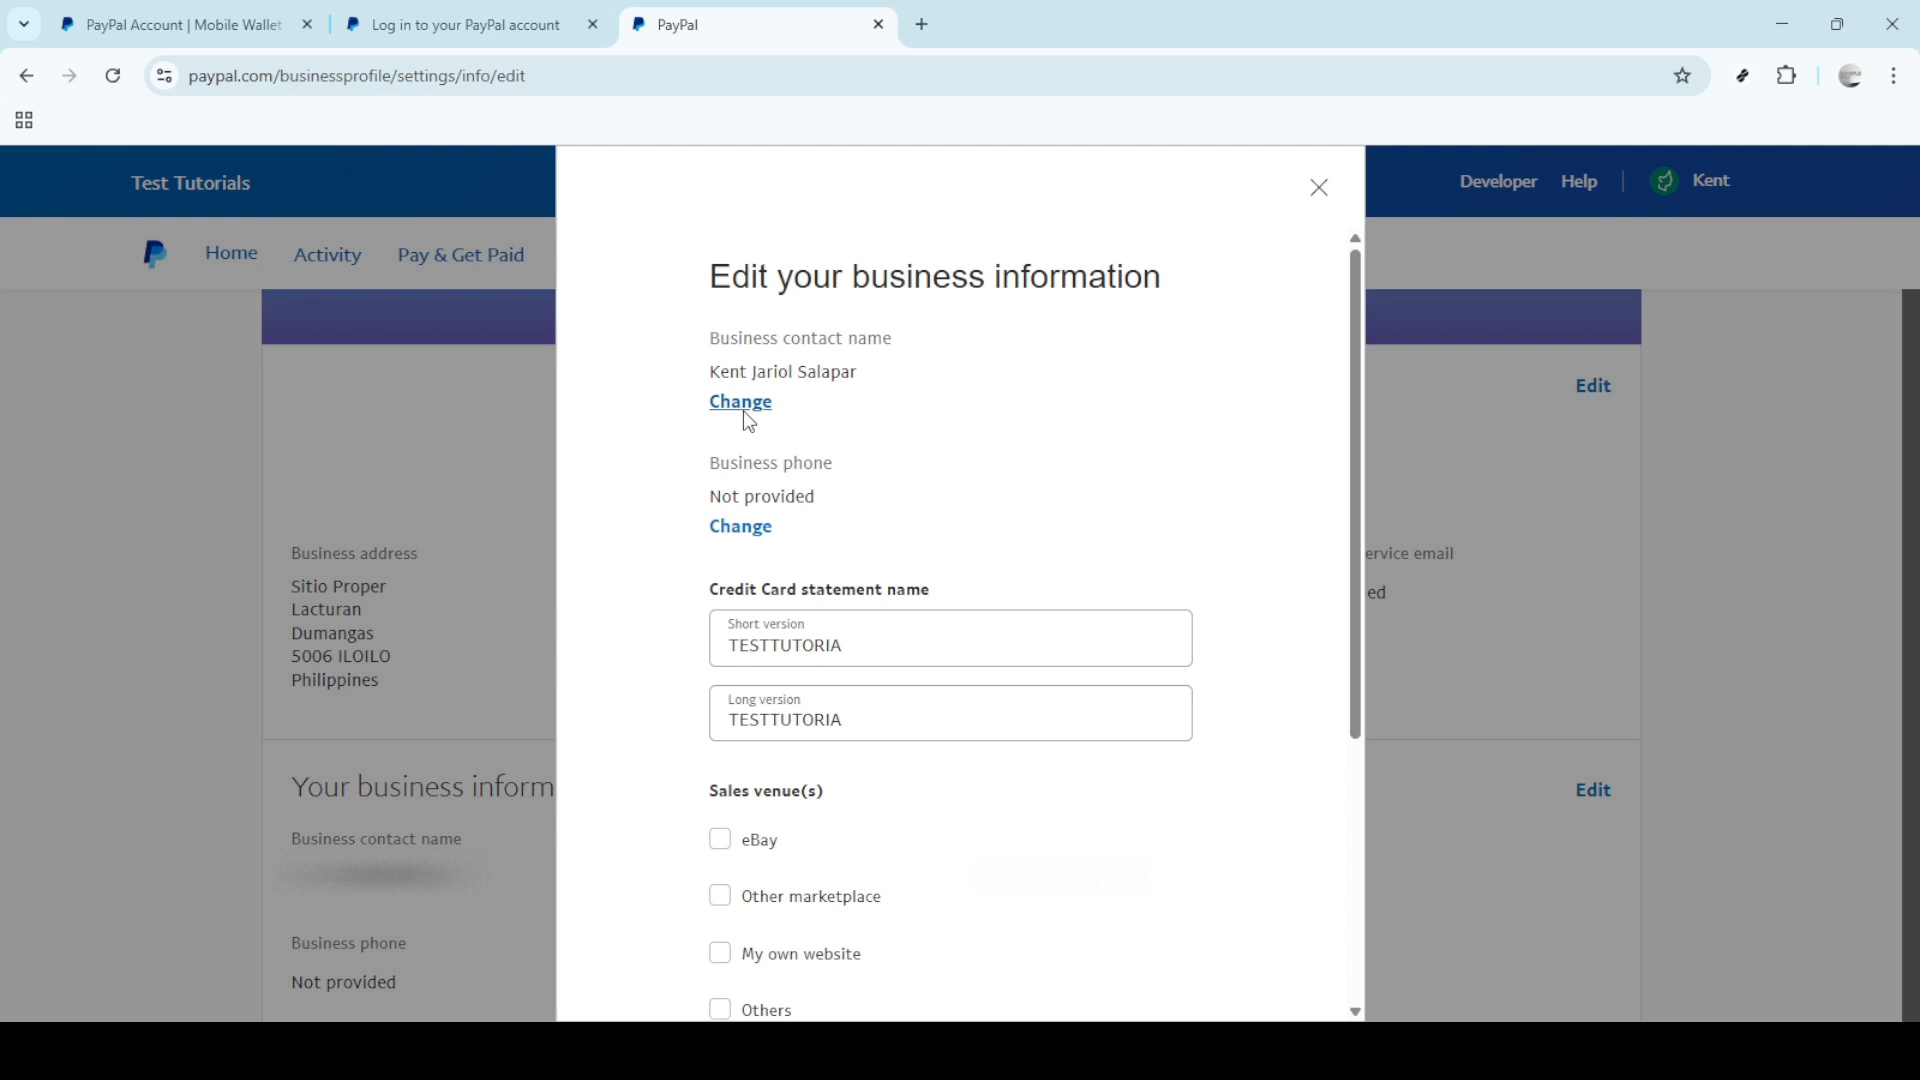 PayPal Account | Mobile Wallet
Log in to your PayPal account
PayPal
paypal.com/businessprofile/settings/info/edit
Test Tutorials
Developer
Help
Kent
Home
Activity
Pay & Get Paid
Edit your business information
Business contact name
Kent Jariol Salapar
Change
Edit
Business phone
Not provided
Change
Business address
Sitio Proper
Lacturan
Dumangas
5006 ILOILO
Philippines
ervice email
ed
Credit Card statement name
Short version
TESTTUTORIA
Long version
TESTTUTORIA
Sales venue(s)
eBay
Other marketplace
My own website
Others
Your business inform
Edit
Business contact name
Business phone
Not provided